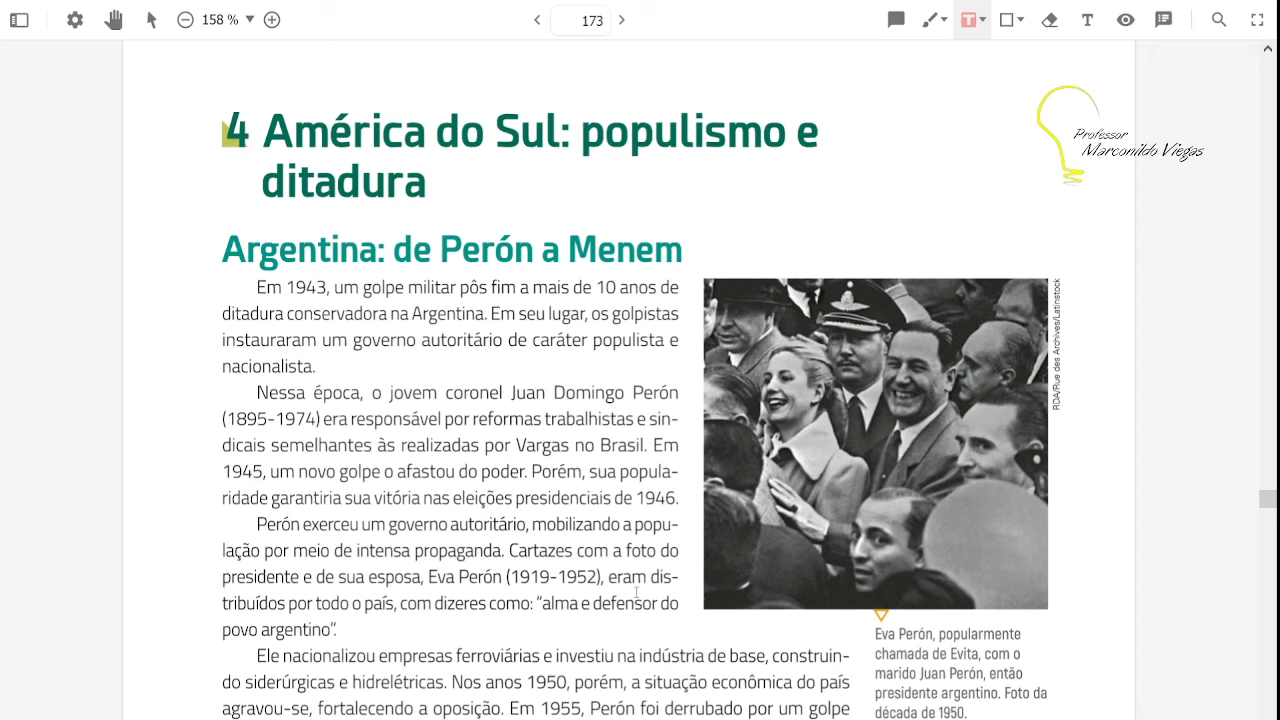 158 %
173
Professor
Marconildo Viegas
4 América do Sul: populismo e
ditadura
Argentina: de Perón a Menem
Em 1943, um golpe militar pôs fim a mais de 10 anos de
ditadura conservadora na Argentina. Em seu lugar, os golpistas
instauraram um governo autoritário de caráter populista e
nacionalista.
Nessa época, o jovem coronel Juan Domingo Perón
(1895-1974) era responsável por reformas trabalhistas e sin-
dicais semelhantes às realizadas por Vargas no Brasil. Em
1945, um novo golpe o afastou do poder. Porém, sua popula-
ridade garantiria sua vitória nas eleições presidenciais de 1946.
Perón exerceu um governo autoritário, mobilizando a popu-
lação por meio de intensa propaganda. Cartazes com a foto do
presidente e de sua esposa, Eva Perón (1919-1952), eram dis-
tribuídos por todo o país, com dizeres como: “alma e defensor do
povo argentino”.
Ele nacionalizou empresas ferroviárias e investiu na indústria de base, construin-
do siderúrgicas e hidrelétricas. Nos anos 1950, porém, a situação econômica do país
agravou-se, fortalecendo a oposição. Em 1955, Perón foi derrubado por um golpe
RDA/Rue des Archives/Latinstock
Eva Perón, popularmente
chamada de Evita, com o
marido Juan Perón, então
presidente argentino. Foto da
década de 1950.